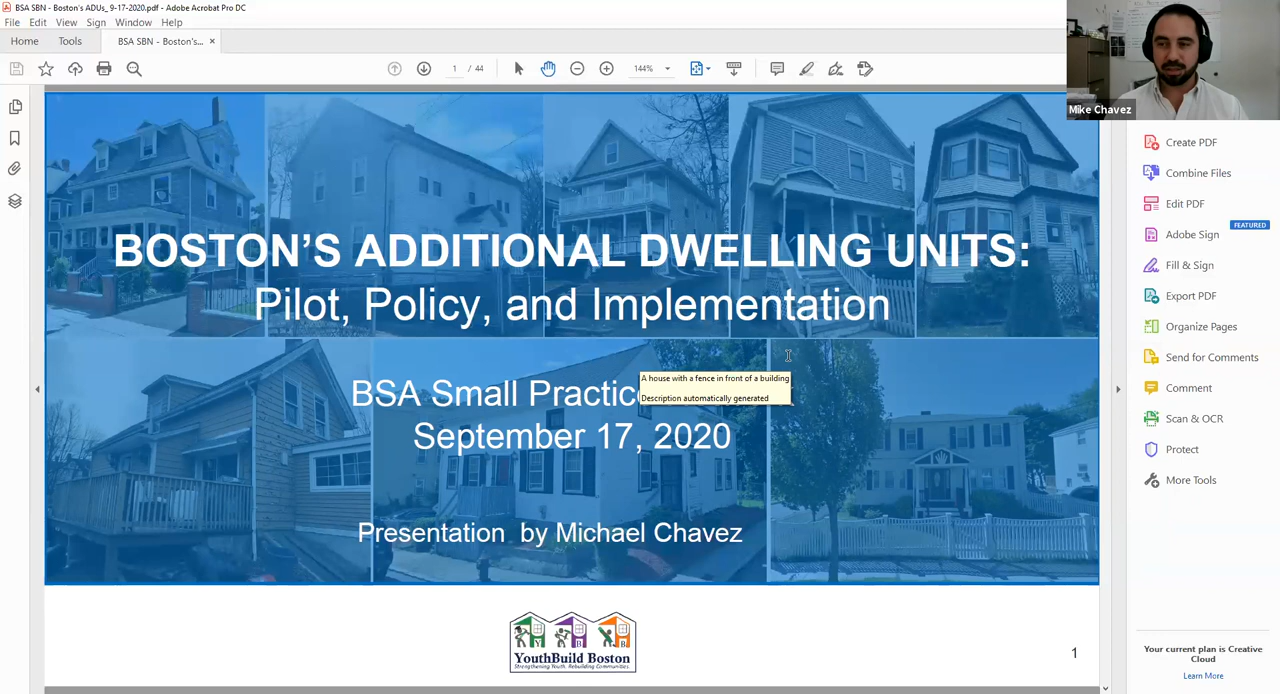 BSA SBN - Boston's ADUs_ 9-17-2020.pdf - Adobe Acrobat Pro DC
File Edit View Sign Window Help
Home Tools BSA SBN - Boston's... ×
1 / 44 144%
Mike Chavez
BOSTON'S ADDITIONAL DWELLING UNITS:
Pilot, Policy, and Implementation
A house with a fence in front of a building
Description automatically generated
BSA Small Practice
September 17, 2020
Presentation by Michael Chavez
Y B B
YouthBuild Boston
Strengthening Youth. Rebuilding Communities.
1
Create PDF
Combine Files
Edit PDF
FEATURED
Adobe Sign
Fill & Sign
Export PDF
Organize Pages
Send for Comments
Comment
Scan & OCR
Protect
More Tools
Your current plan is Creative
Cloud
Learn More